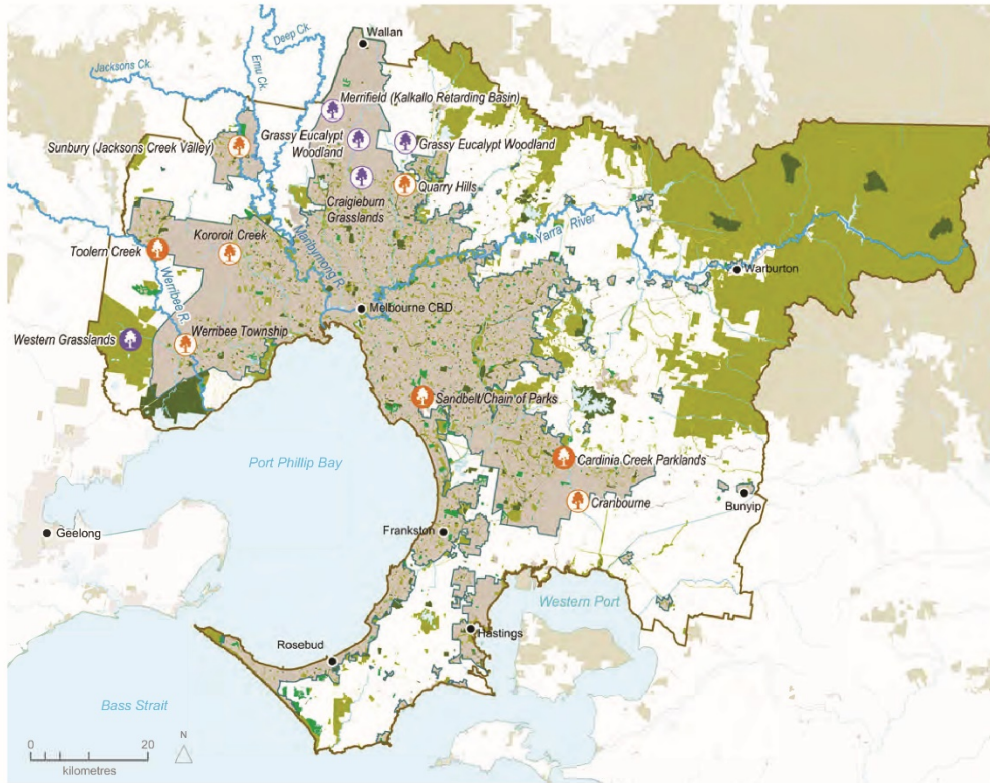 Wallan
Deep Ck.
Emu Ck.
Jacksons Ck.
Merrifield (Kalkallo Retarding Basin)
Sunbury (Jacksons Creek Valley)
Grassy Eucalypt
Woodland
Grassy Eucalypt Woodland
Quarry Hills
Craigieburn
Grasslands
Kororoit Creek
Toolern Creek
Maribyrnong R.
Yarra River
Warburton
Werribee R.
Melbourne CBD
Western Grasslands
Werribee Township
Sandbelt/Chain of Parks
Port Phillip Bay
Cardinia Creek Parklands
Cranbourne
Bunyip
Geelong
Frankston
Western Port
Hastings
Rosebud
Bass Strait
0 20
kilometres
N